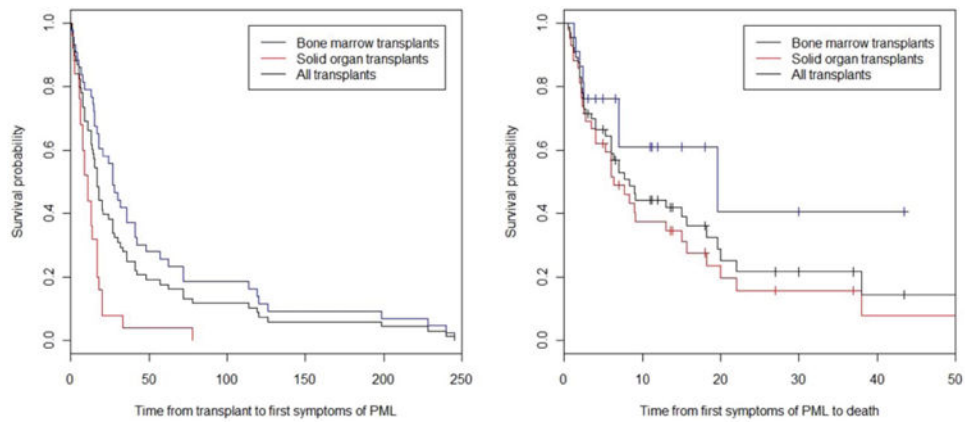 Survival probability
1.0
0.8
0.6
0.4
0.2
0.0
Bone marrow transplants
Solid organ transplants
All transplants
0 50 100 150 200 250
Time from transplant to first symptoms of PML
Survival probability
1.0
0.8
0.6
0.4
0.2
0.0
Bone marrow transplants
Solid organ transplants
All transplants
0 10 20 30 40 50
Time from first symptoms of PML to death